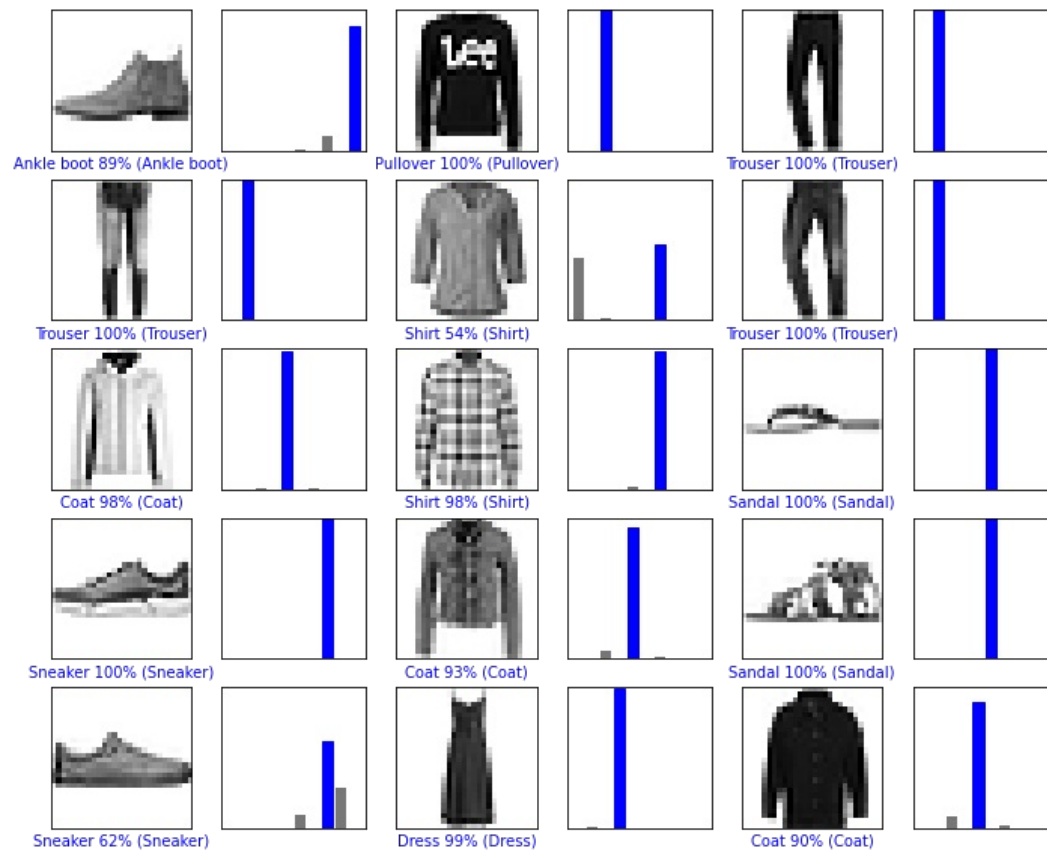 Lee
Ankle boot 89% (Ankle boot)
Pullover 100% (Pullover)
Trouser 100% (Trouser)
Trouser 100% (Trouser)
Shirt 54% (Shirt)
Trouser 100% (Trouser)
Coat 98% (Coat)
Shirt 98% (Shirt)
Sandal 100% (Sandal)
Sneaker 100% (Sneaker)
Coat 93% (Coat)
Sandal 100% (Sandal)
Sneaker 62% (Sneaker)
Dress 99% (Dress)
Coat 90% (Coat)